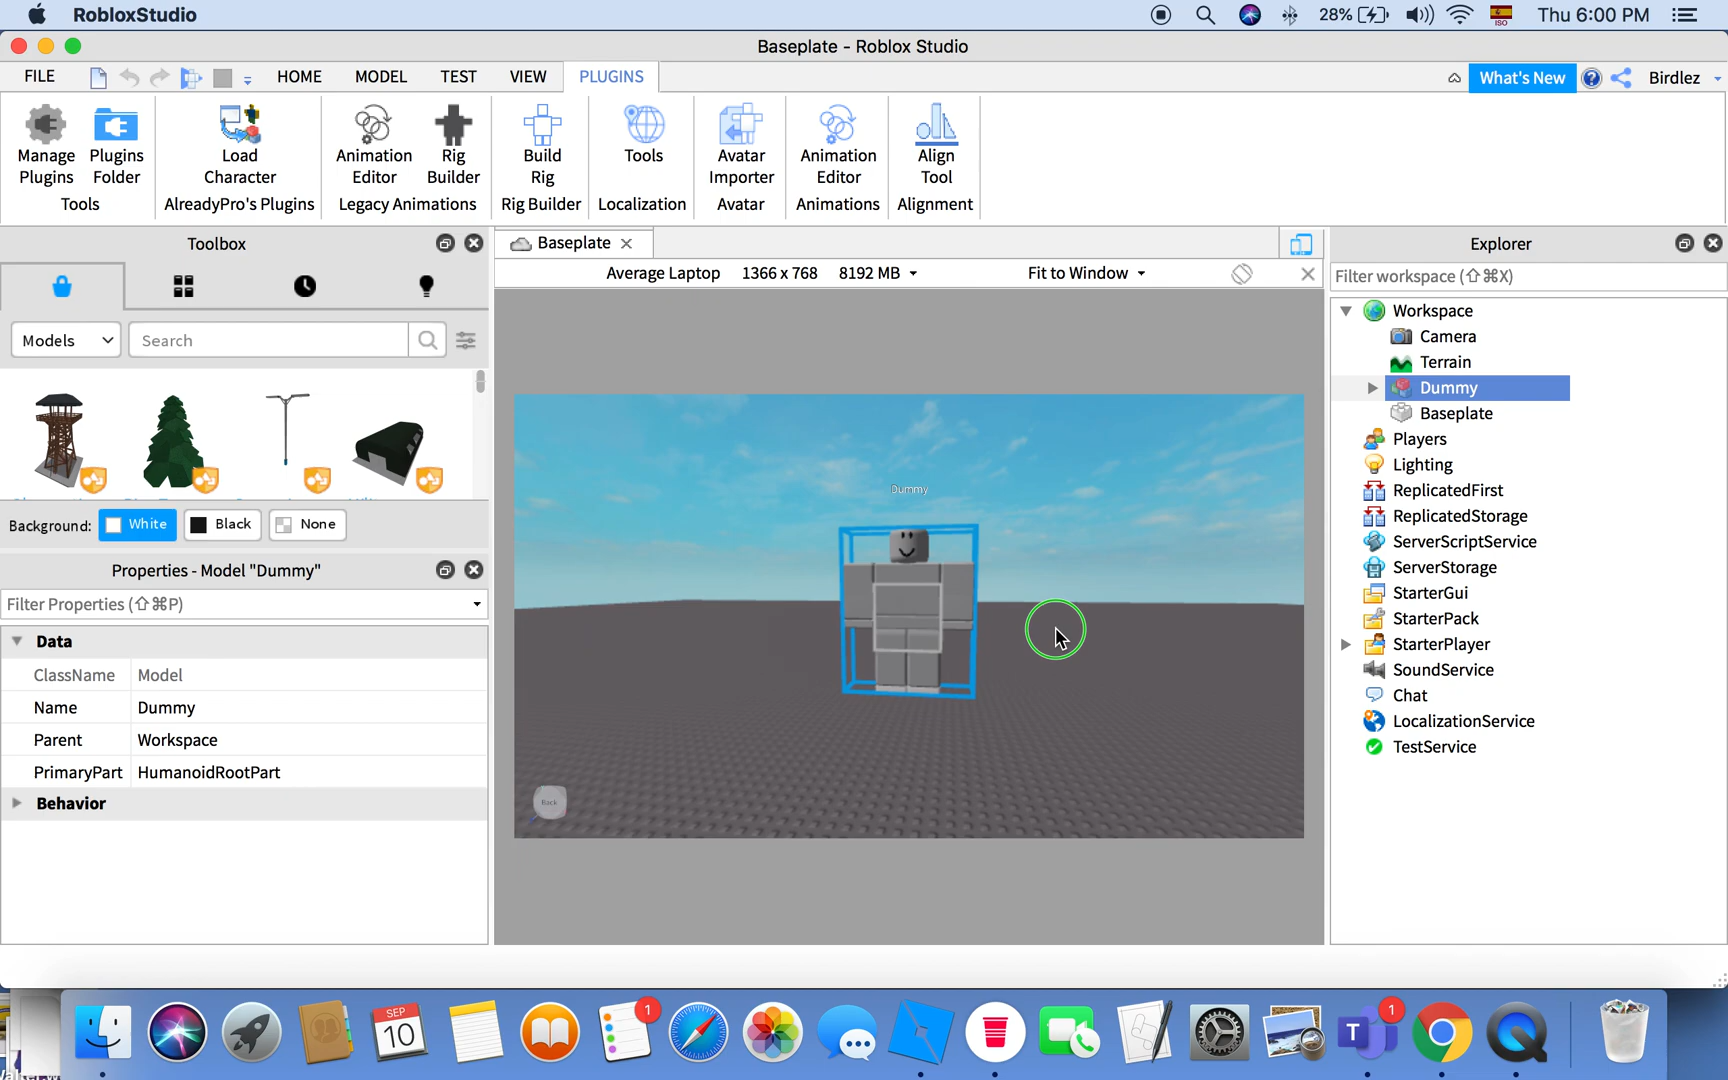 RobloxStudio
28%
ISO
Thu 6:00 PM
Baseplate - Roblox Studio
FILE
HOME
MODEL
TEST
VIEW
PLUGINS
What's New
Birdlez
Manage Plugins
Plugins Folder
Tools
Load Character
AlreadyPro's Plugins
Animation Editor
Rig Builder
Legacy Animations
Build Rig
Rig Builder
Tools
Localization
Avatar Importer
Avatar
Animation Editor
Animations
Align Tool
Alignment
Toolbox
Baseplate
Explorer
Average Laptop
1366 x 768
8192 MB
Fit to Window
Filter workspace (⇧⌘X)
Models
Search
Background:
White
Black
None
Properties - Model "Dummy"
Filter Properties (⇧⌘P)
Data
ClassName
Model
Name
Dummy
Parent
Workspace
PrimaryPart
HumanoidRootPart
Behavior
Dummy
Back
Workspace
Camera
Terrain
Dummy
Baseplate
Players
Lighting
ReplicatedFirst
ReplicatedStorage
ServerScriptService
ServerStorage
StarterGui
StarterPack
StarterPlayer
SoundService
Chat
LocalizationService
TestService
SEP
10
1
T
1